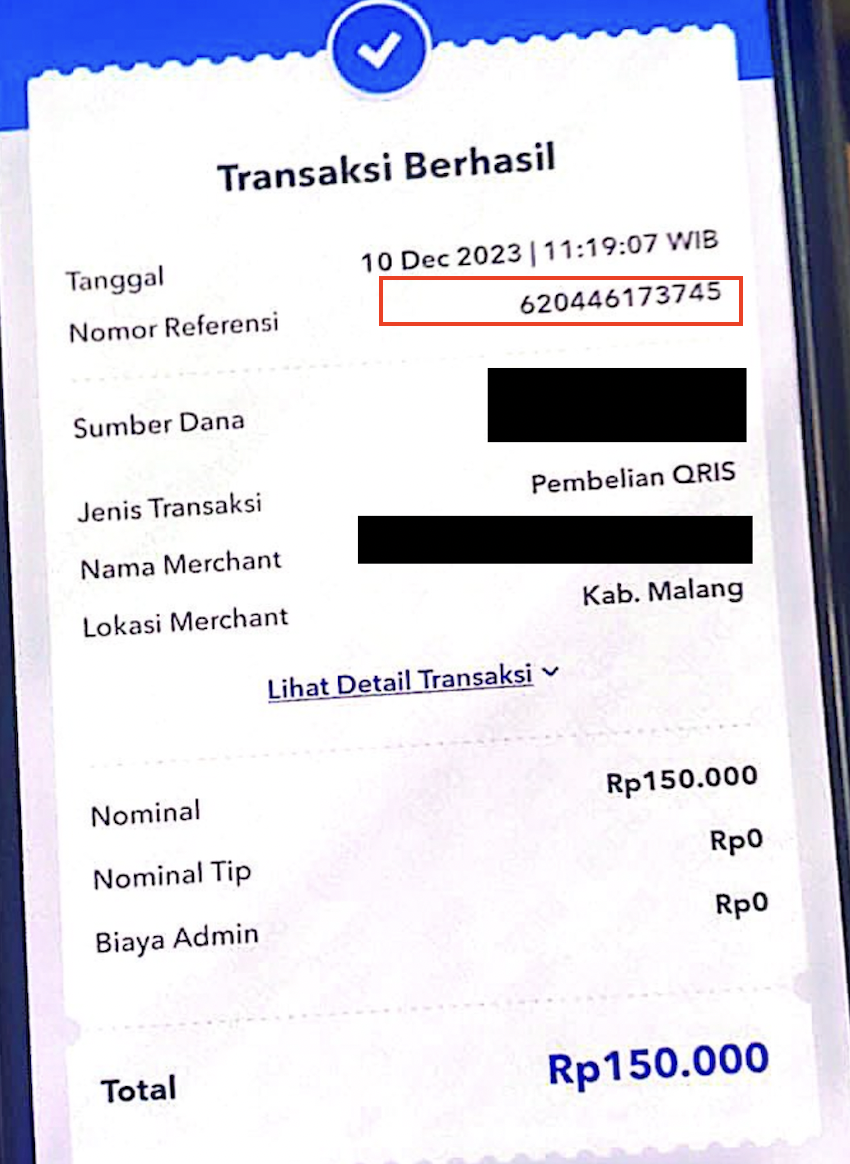 Transaksi Berhasil
Tanggal 10 Dec 2023 | 11:19:07 WIB
Nomor Referensi 620446173745
Sumber Dana
Jenis Transaksi Pembelian QRIS
Nama Merchant
Lokasi Merchant Kab. Malang
Lihat Detail Transaksi
Nominal Rp150.000
Nominal Tip Rp0
Biaya Admin Rp0
Total Rp150.000